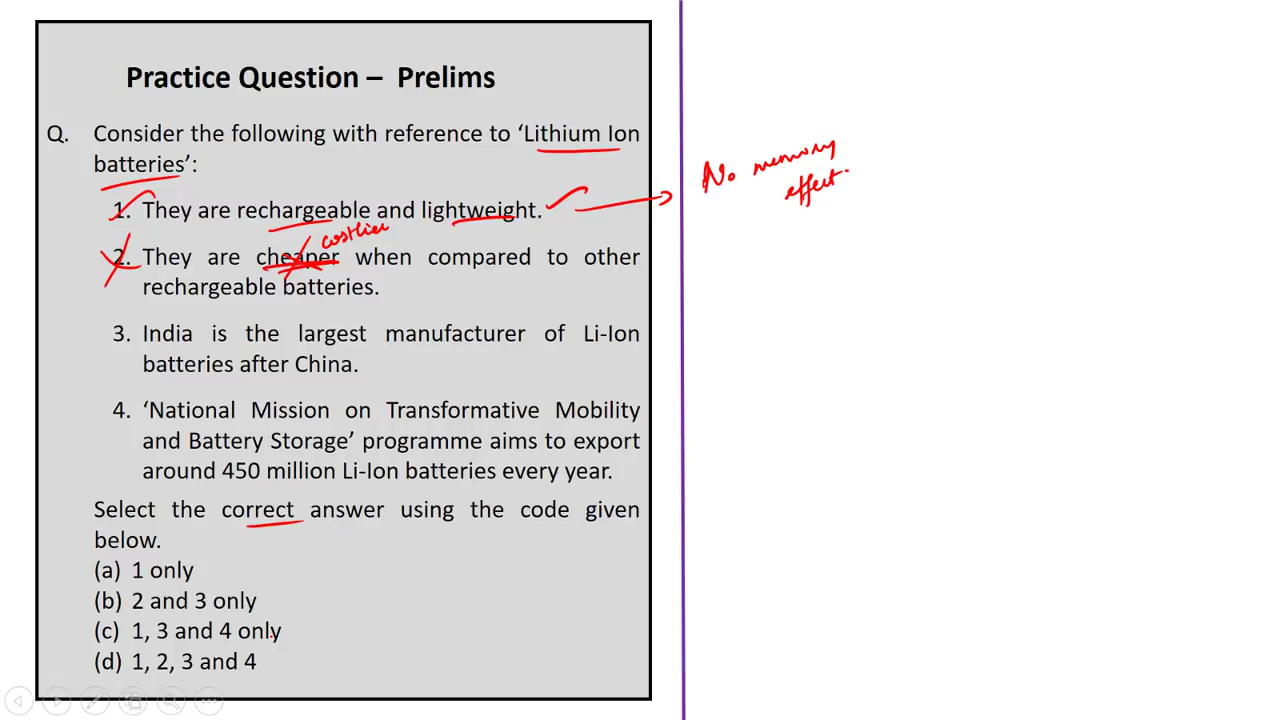 Practice Question – Prelims
Q. Consider the following with reference to ‘Lithium Ion
batteries’:
1. They are rechargeable and lightweight.
No memory
effect.
costlier
2. They are cheaper when compared to other
rechargeable batteries.
3. India is the largest manufacturer of Li-Ion
batteries after China.
4. ‘National Mission on Transformative Mobility
and Battery Storage’ programme aims to export
around 450 million Li-Ion batteries every year.
Select the correct answer using the code given
below.
(a) 1 only
(b) 2 and 3 only
(c) 1, 3 and 4 only
(d) 1, 2, 3 and 4